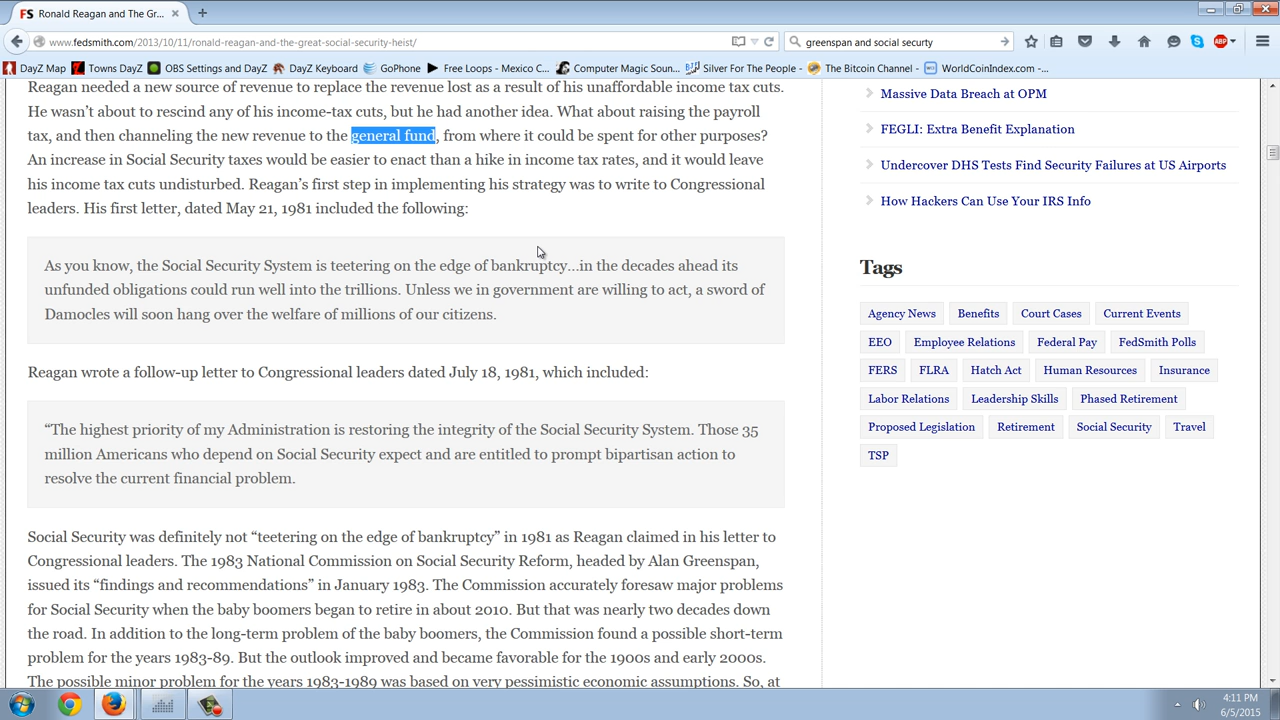 FS Ronald Reagan and The Gr...
www.fedsmith.com/2013/10/11/ronald-reagan-and-the-great-social-security-heist/
greenspan and social securty
ABP
DayZ Map
Towns DayZ
OBS Settings and DayZ
DayZ Keyboard
GoPhone
Free Loops - Mexico C...
Computer Magic Soun...
Silver For The People - ...
The bitcoin Channel - ...
WorldCoinIndex.com -...
Reagan needed a new source of revenue to replace the revenue lost as a result of his unaffordable income tax cuts.
He wasn’t about to rescind any of his income-tax cuts, but he had another idea. What about raising the payroll
tax, and then channeling the new revenue to the general fund, from where it could be spent for other purposes?
An increase in Social Security taxes would be easier to enact than a hike in income tax rates, and it would leave
his income tax cuts undisturbed. Reagan’s first step in implementing his strategy was to write to Congressional
leaders. His first letter, dated May 21, 1981 included the following:
As you know, the Social Security System is teetering on the edge of bankruptcy…in the decades ahead its
unfunded obligations could run well into the trillions. Unless we in government are willing to act, a sword of
Damocles will soon hang over the welfare of millions of our citizens.
Reagan wrote a follow-up letter to Congressional leaders dated July 18, 1981, which included:
“The highest priority of my Administration is restoring the integrity of the Social Security System. Those 35
million Americans who depend on Social Security expect and are entitled to prompt bipartisan action to
resolve the current financial problem.
Social Security was definitely not “teetering on the edge of bankruptcy” in 1981 as Reagan claimed in his letter to
Congressional leaders. The 1983 National Commission on Social Security Reform, headed by Alan Greenspan,
issued its “findings and recommendations” in January 1983. The Commission accurately foresaw major problems
for Social Security when the baby boomers began to retire in about 2010. But that was nearly two decades down
the road. In addition to the long-term problem of the baby boomers, the Commission found a possible short-term
problem for the years 1983-89. But the outlook improved and became favorable for the 1900s and early 2000s.
The possible minor problem for the years 1983-1989 was based on very pessimistic economic assumptions. So, at
Massive Data Breach at OPM
FEGLI: Extra Benefit Explanation
Undercover DHS Tests Find Security Failures at US Airports
How Hackers Can Use Your IRS Info
Tags
Agency News Benefits Court Cases Current Events
EEO Employee Relations Federal Pay FedSmith Polls
FERS FLRA Hatch Act Human Resources Insurance
Labor Relations Leadership Skills Phased Retirement
Proposed Legislation Retirement Social Security Travel
TSP
4:11 PM
6/5/2015